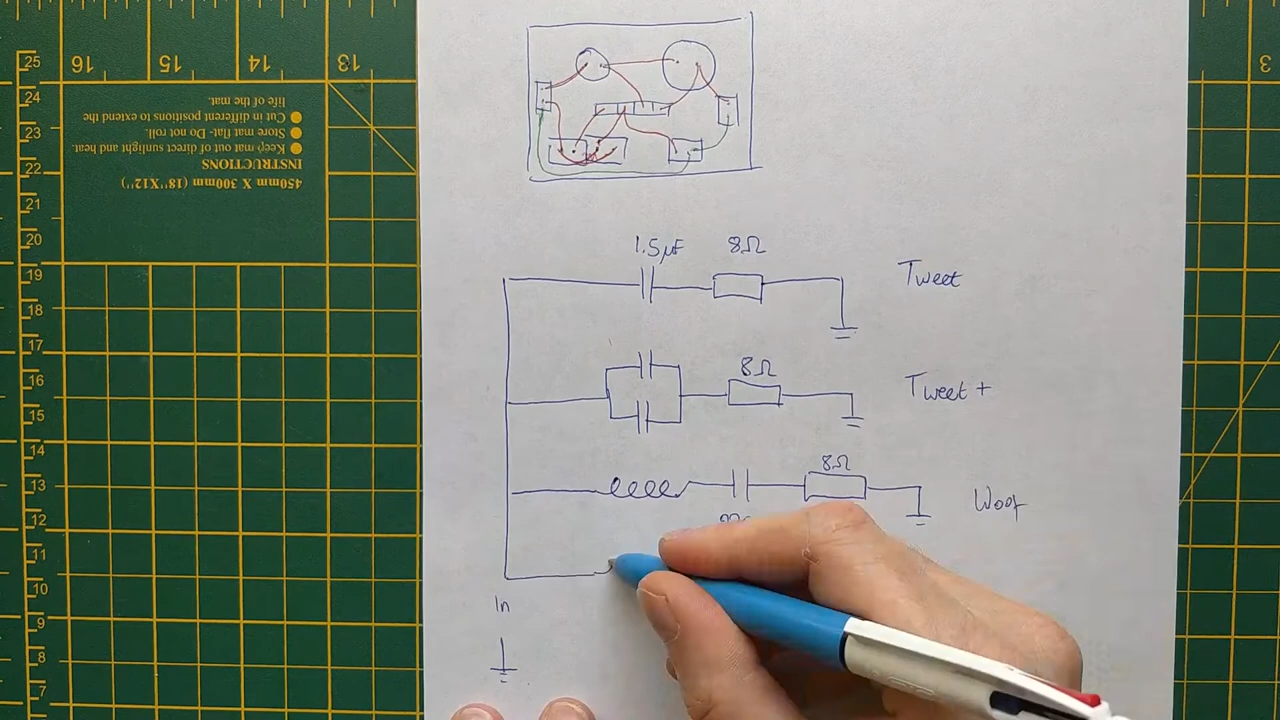 16 15 14 13
3
25
24
23
22
21
20
19
18
17
16
15
14
13
12
11
10
9
8
7
450mm X 300mm (18"X12")
INSTRUCTIONS
Keep mat out of direct sunlight and heat.
Store mat flat- Do not roll.
Cut in different positions to extend the
life of the mat.
1.5µF 8Ω Tweet
8Ω Tweet +
8Ω Woof
In